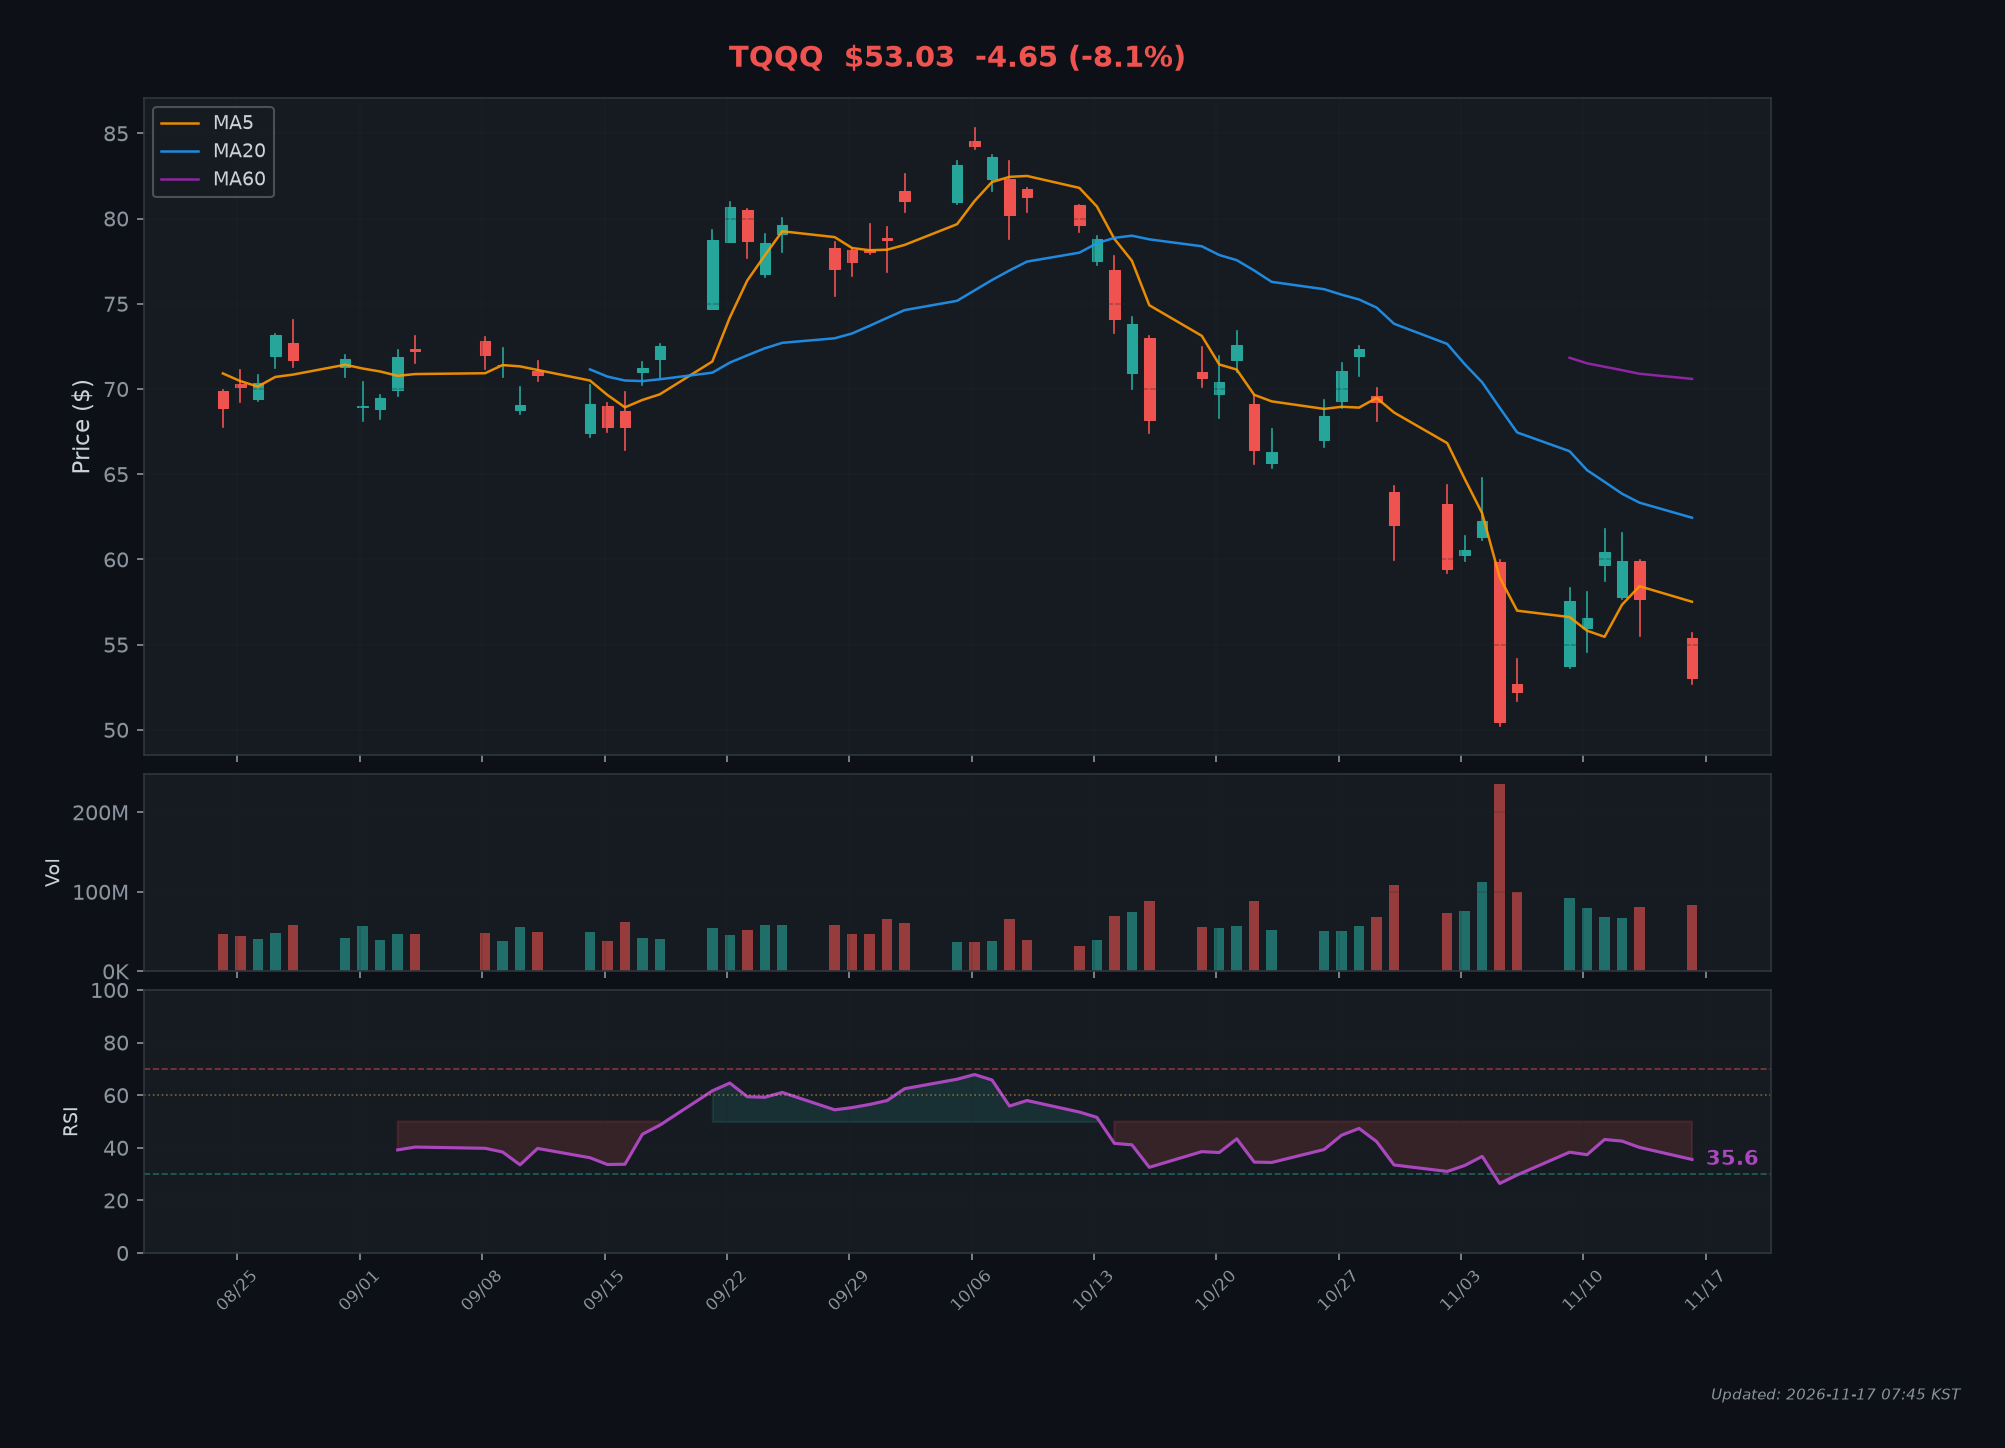 TQQQ $53.03 -4.65 (-8.1%)
MA5
MA20
MA60
Price ($)
85
80
75
70
65
60
55
50
Vol
200M
100M
0K
RSI
100
80
60
40
20
0
35.6
08/25 09/01 09/08 09/15 09/22 09/29 10/06 10/13 10/20 10/27 11/03 11/10 11/17
Updated: 2026-11-17 07:45 KST